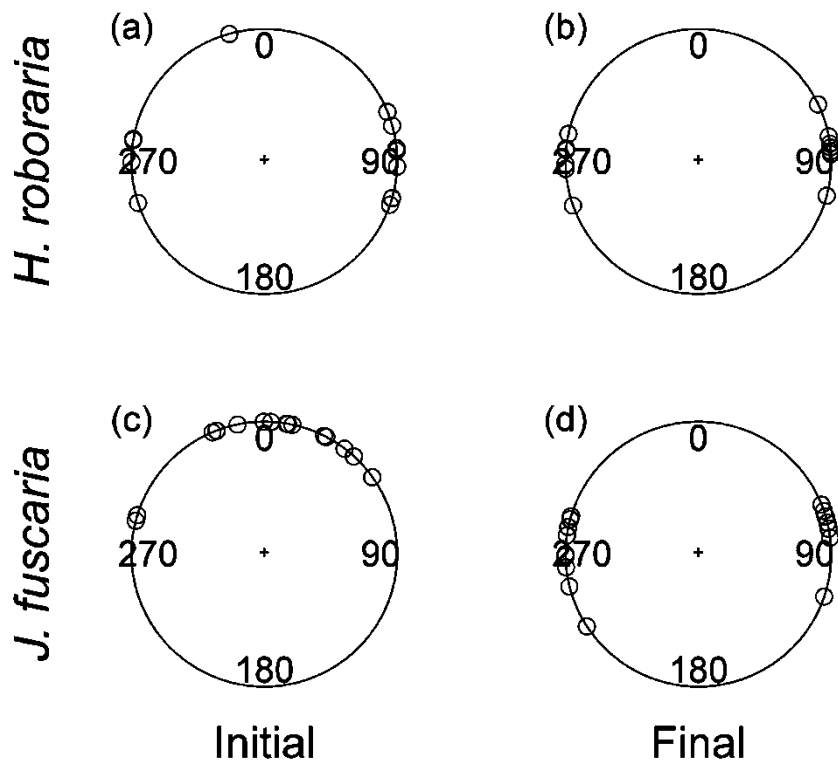 (a)
0
270
90
180
(b)
0
270
90
180
H. roboraria
(c)
0
270
90
180
(d)
0
270
90
180
J. fuscaria
Initial
Final